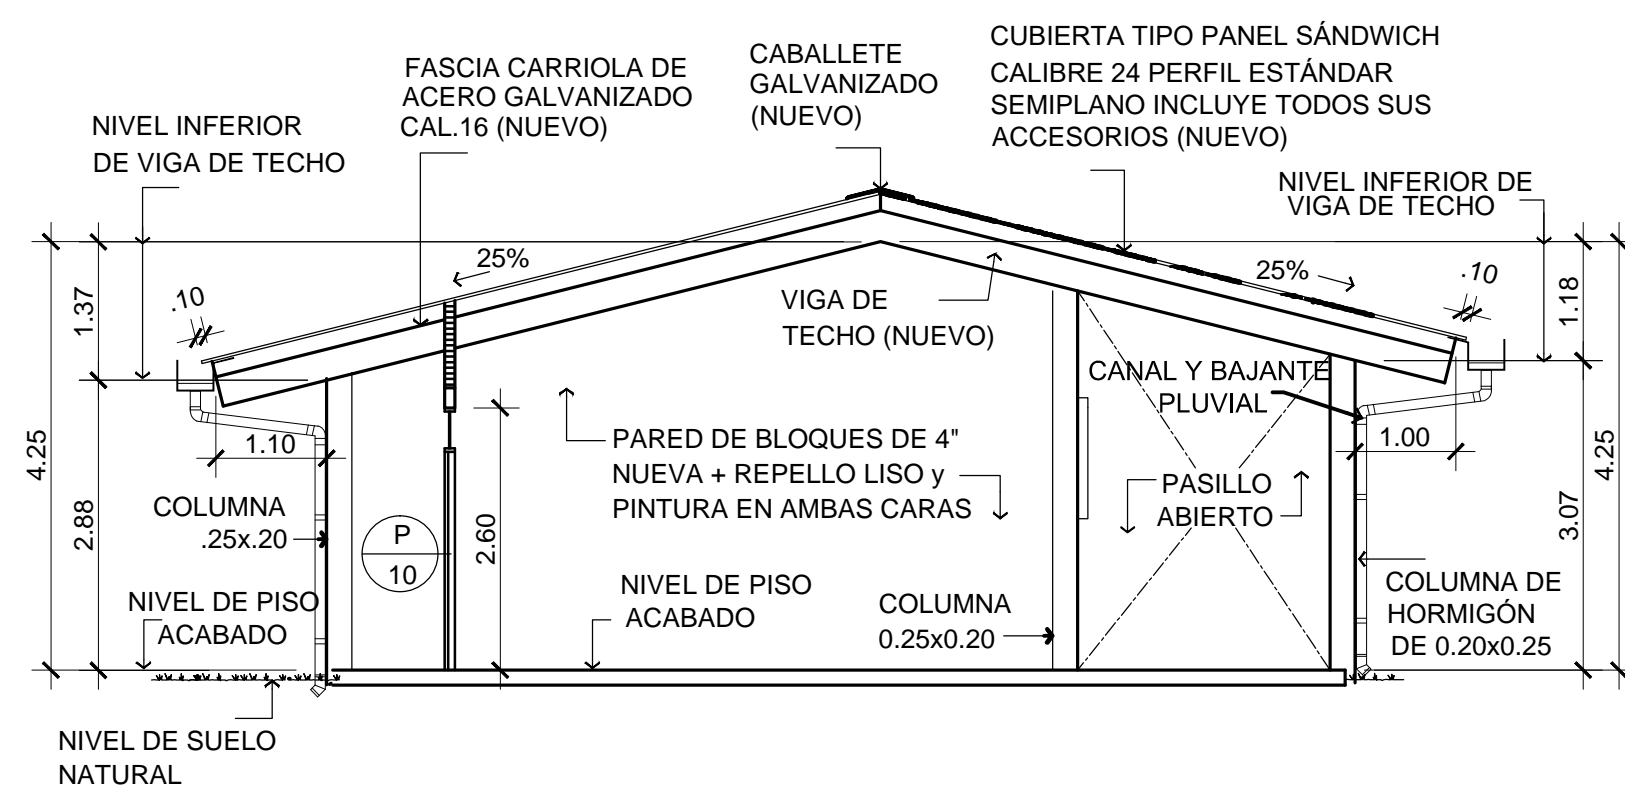 CUBIERTA TIPO PANEL SÁNDWICH
CALIBRE 24 PERFIL ESTÁNDAR
SEMIPLANO INCLUYE TODOS SUS
ACCESORIOS (NUEVO)
CABALLETE
GALVANIZADO
(NUEVO)
FASCIA CARRIOLA DE
ACERO GALVANIZADO
CAL.16 (NUEVO)
NIVEL INFERIOR
DE VIGA DE TECHO
NIVEL INFERIOR DE
VIGA DE TECHO
25%
25%
.10
.10
1.37
1.18
VIGA DE
TECHO (NUEVO)
CANAL Y BAJANTE
PLUVIAL
4.25
1.10
2.88
PARED DE BLOQUES DE 4"
NUEVA + REPELLO LISO y
PINTURA EN AMBAS CARAS
1.00
4.25
3.07
COLUMNA
.25x.20
P
10
2.60
PASILLO
ABIERTO
NIVEL DE PISO
ACABADO
NIVEL DE PISO
ACABADO
COLUMNA
0.25x0.20
COLUMNA DE
HORMIGÓN
DE 0.20x0.25
NIVEL DE SUELO
NATURAL